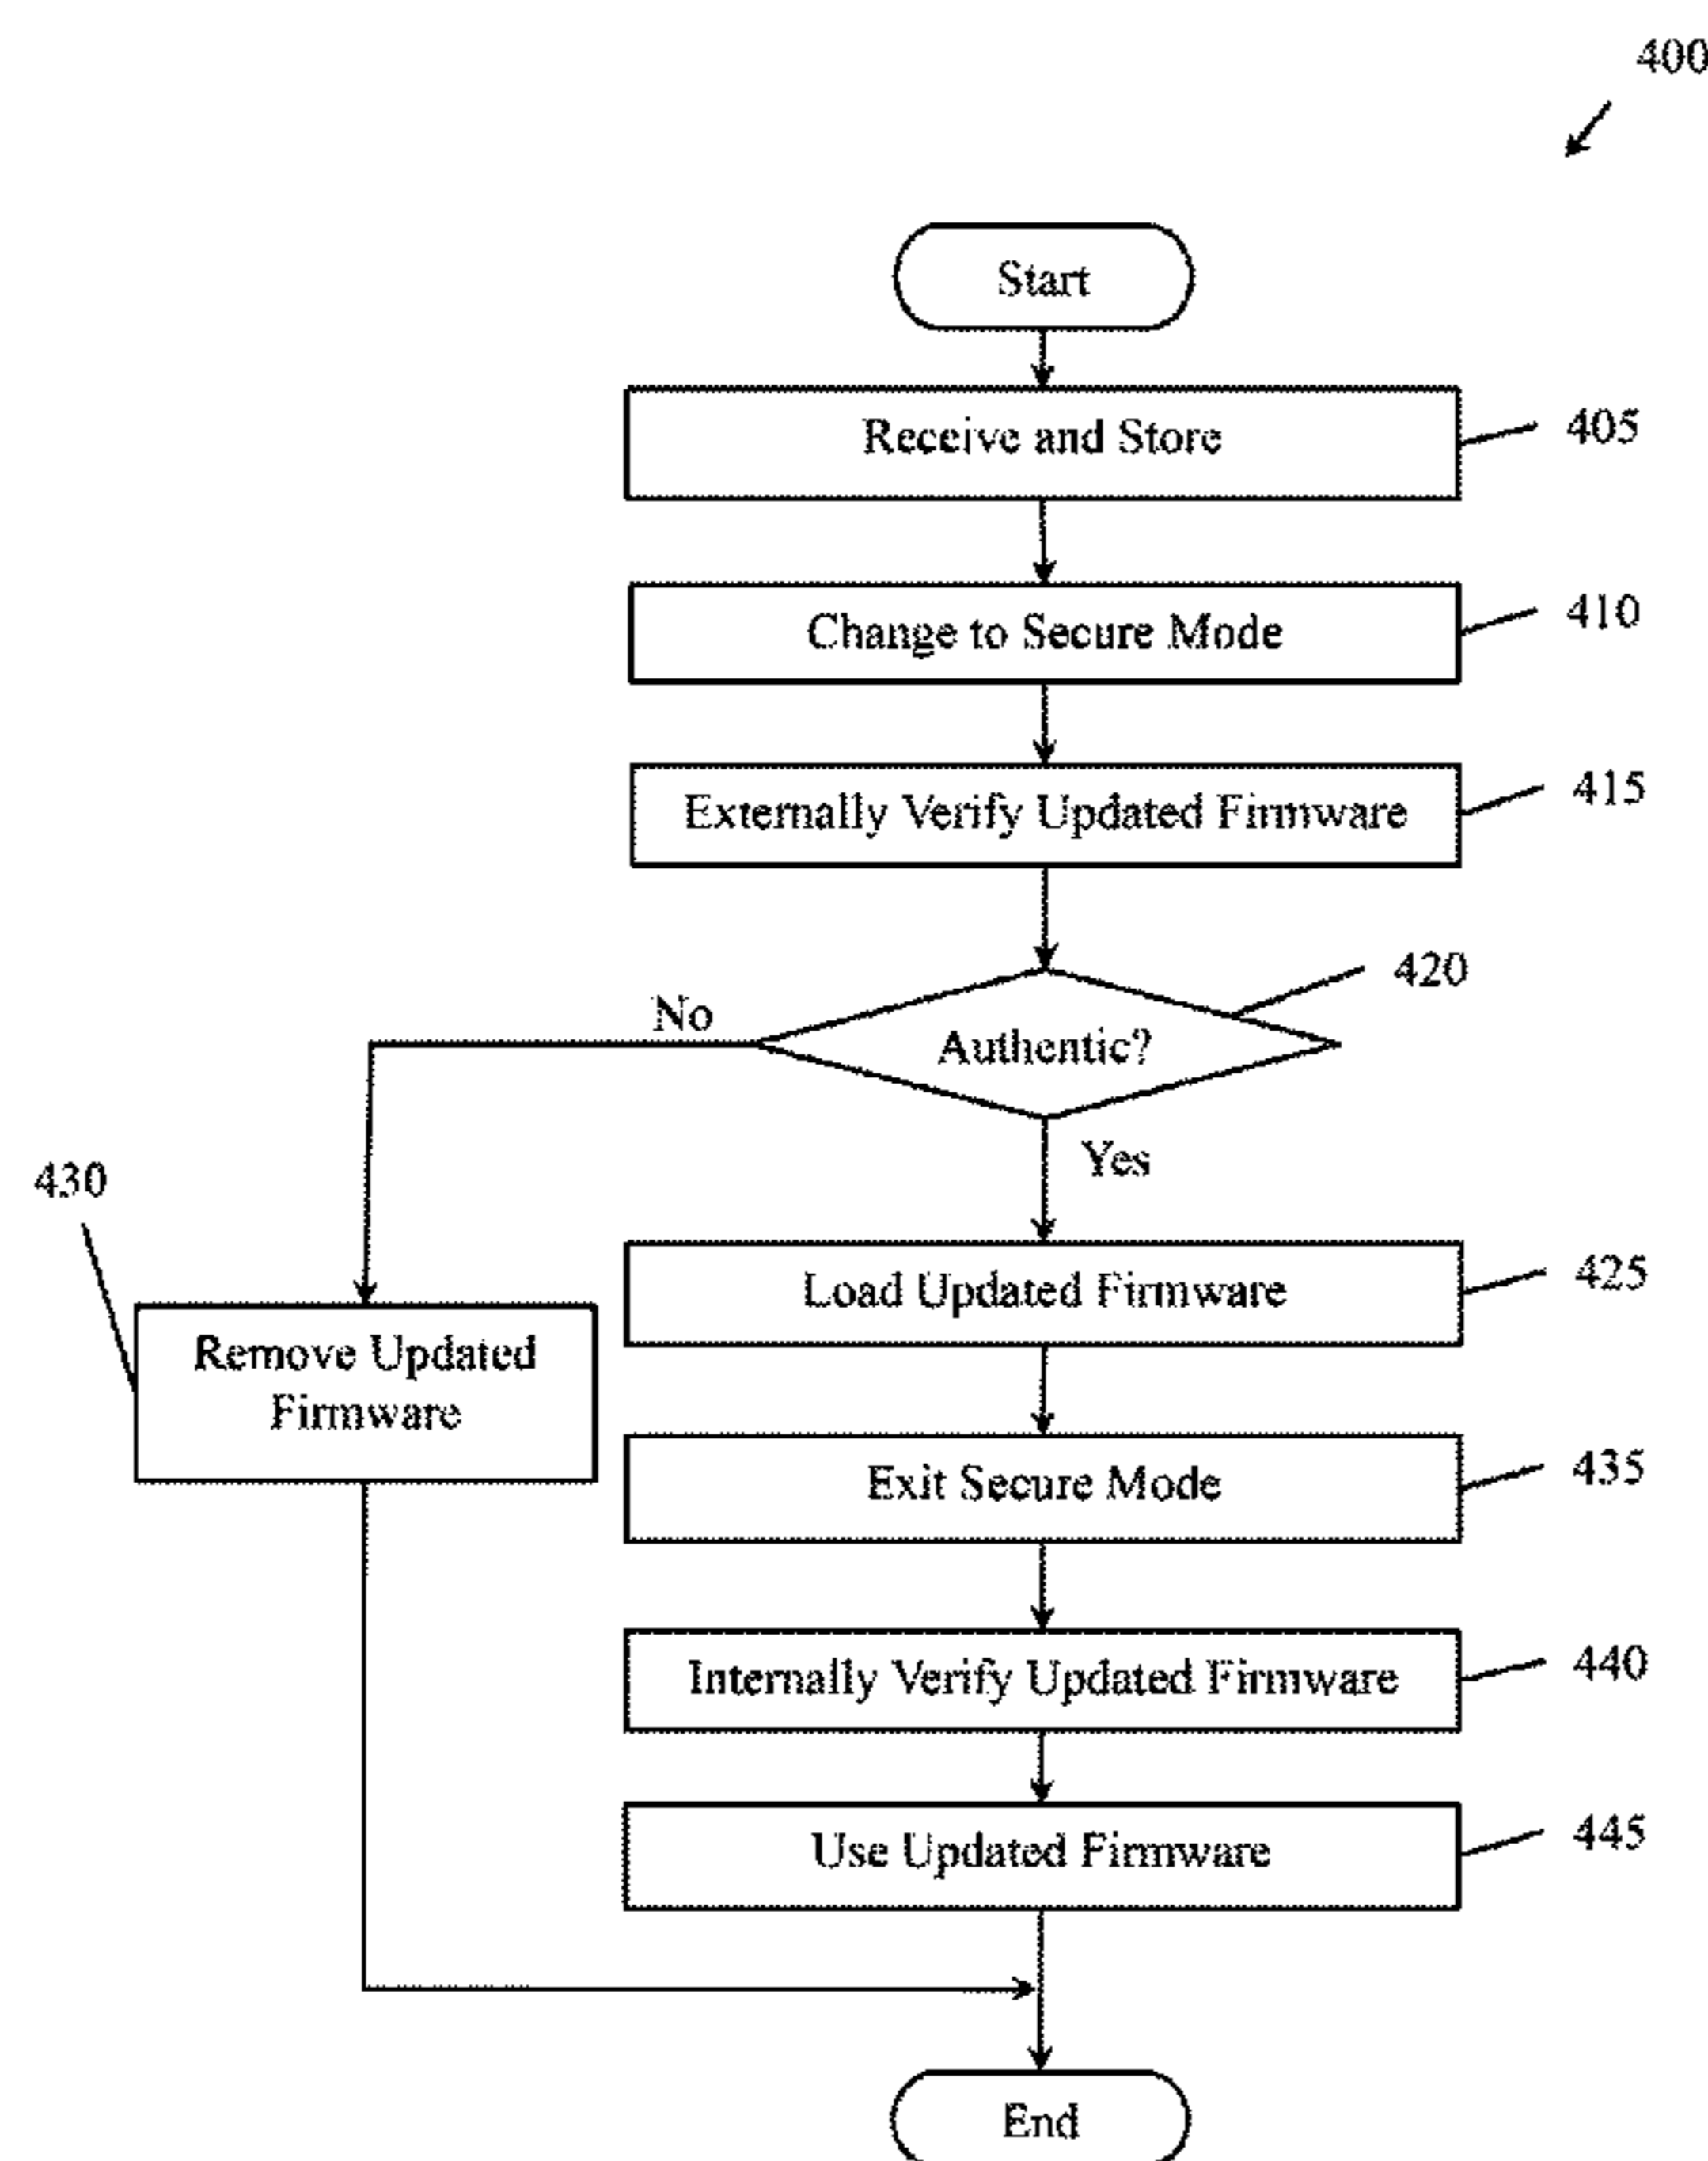 400
Start
Receive and Store
405
Change to Secure Mode
410
Externally Verify Updated Firmware
415
Authentic?
420
No
Yes
430
Remove Updated
Firmware
Load Updated Firmware
425
Exit Secure Mode
435
Internally Verify Updated Firmware
440
Use Updated Firmware
445
End